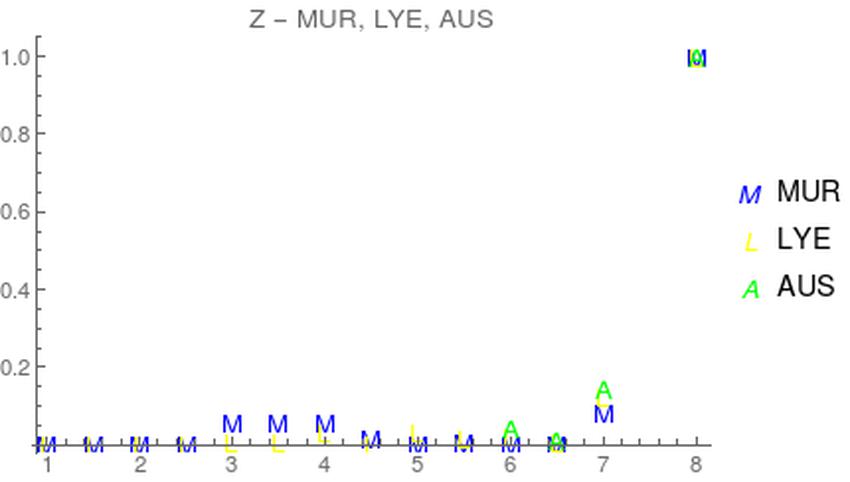 Z − MUR, LYE, AUS
1.0
0.8
0.6
0.4
0.2
M MUR
L LYE
A AUS
A
M
L
A
L
M
M M M
L L L
L
A
M M M M M L M M A M
1 2 3 4 5 6 7 8